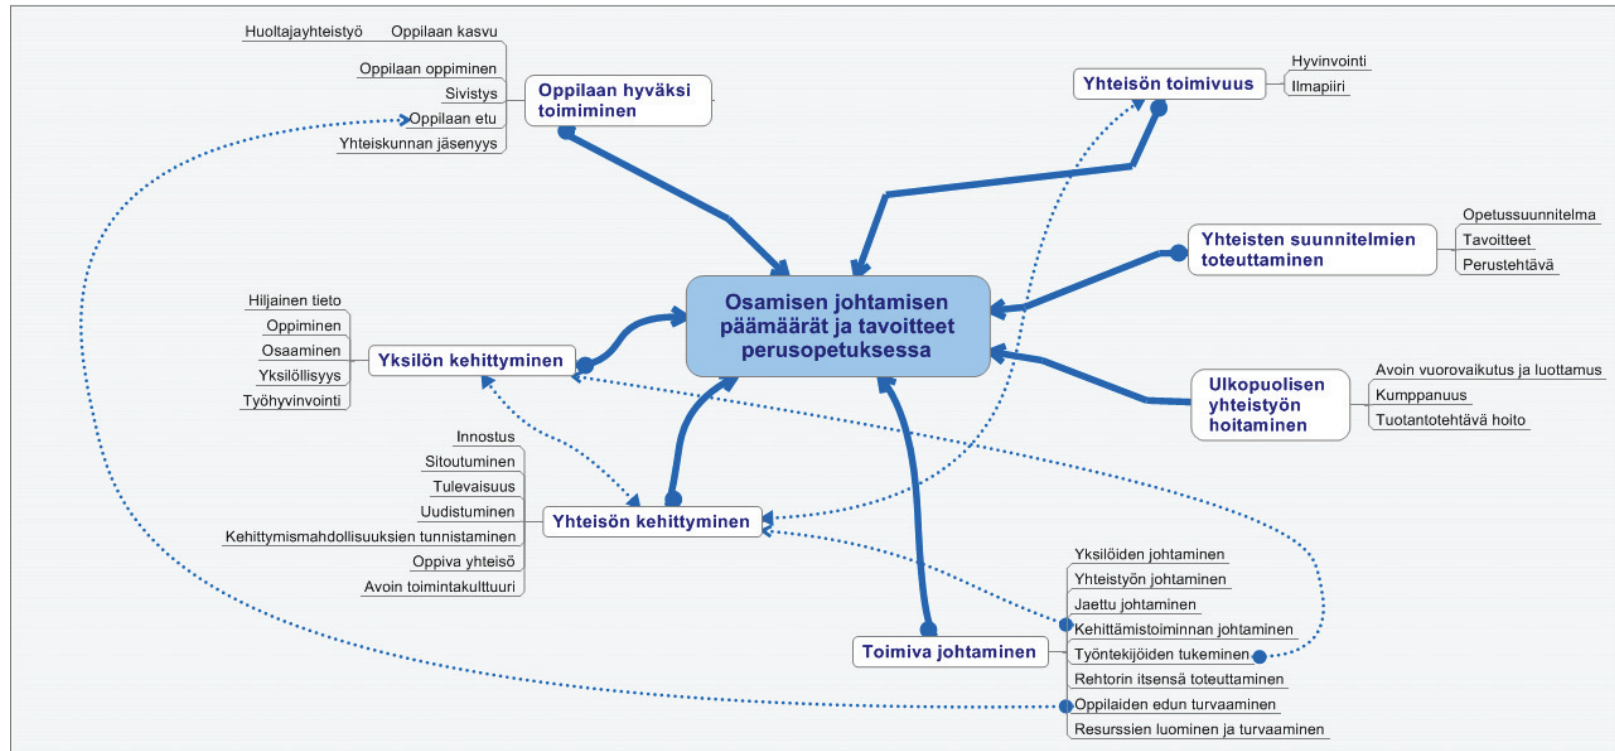 Huoltajayhteistyö
Oppilaan kasvu
Oppilaan oppiminen
Sivistys
Oppilaan etu
Yhteiskunnan jäsenyys
Oppilaan hyväksi
toimiminen
Yhteisön toimivuus
Hyvinvointi
Ilmapiiri
Yhteisten suunnitelmien
toteuttaminen
Opetussuunnitelma
Tavoitteet
Perustehtävä
Osamisen johtamisen
päämäärät ja tavoitteet
perusopetuksessa
Hiljainen tieto
Oppiminen
Osaaminen
Yksilöllisyys
Työhyvinvointi
Yksilön kehittyminen
Ulkopuolisen
yhteistyön
hoitaminen
Avoin vuorovaikutus ja luottamus
Kumppanuus
Tuotantotehtävä hoito
Innostus
Sitoutuminen
Tulevaisuus
Uudistuminen
Kehittymismahdollisuuksien tunnistaminen
Oppiva yhteisö
Avoin toimintakulttuuri
Yhteisön kehittyminen
Toimiva johtaminen
Yksilöiden johtaminen
Yhteistyön johtaminen
Jaettu johtaminen
Kehittämistoiminnan johtaminen
Työntekijöiden tukeminen
Rehtorin itsensä toteuttaminen
Oppilaiden edun turvaaminen
Resurssien luominen ja turvaaminen